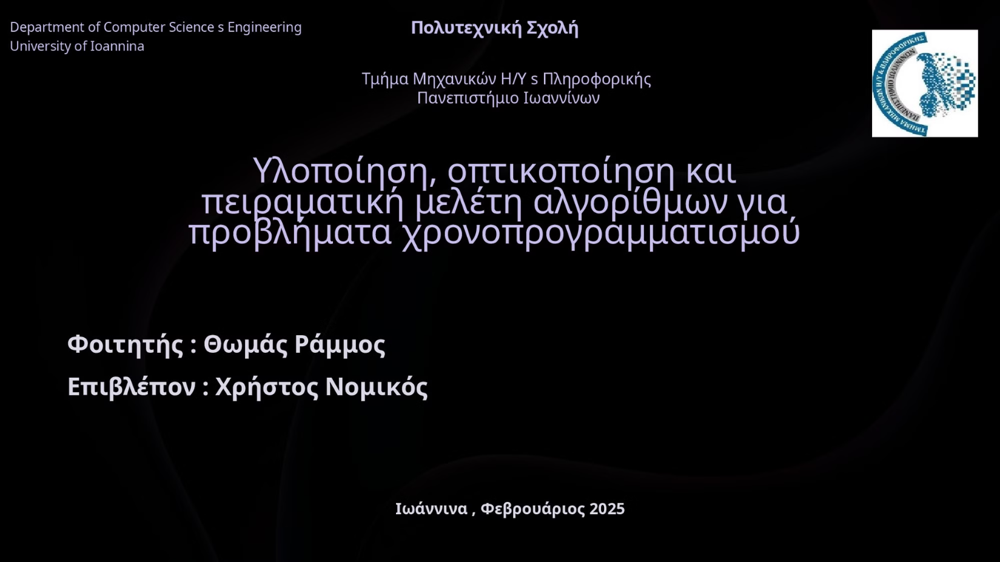 Department of Computer Science s Engineering
University of Ioannina
Πολυτεχνική Σχολή
Τμήμα Μηχανικών Η/Υ s Πληροφορικής
Πανεπιστήμιο Ιωαννίνων
ΤΜΗΜΑ ΜΗΧΑΝΙΚΩΝ Η/Υ & ΠΛΗΡΟΦΟΡΙΚΗΣ
ΠΑΝΕΠΙΣΤΗΜΙΟ ΙΩΑΝΝΙΝΩΝ
Υλοποίηση, οπτικοποίηση και
πειραματική μελέτη αλγορίθμων για
προβλήματα χρονοπρογραμματισμού
Φοιτητής : Θωμάς Ράμμος
Επιβλέπον : Χρήστος Νομικός
Ιωάννινα , Φεβρουάριος 2025